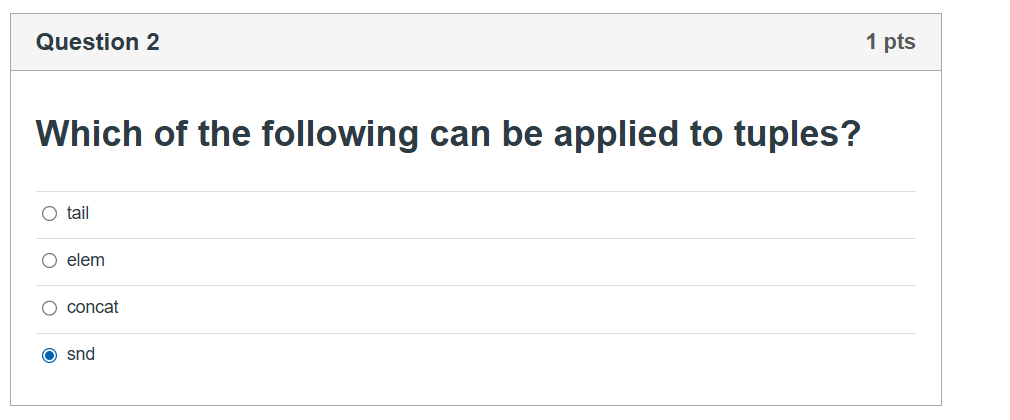 Question 2
1 pts
Which of the following can be applied to tuples?
tail
elem
concat
snd